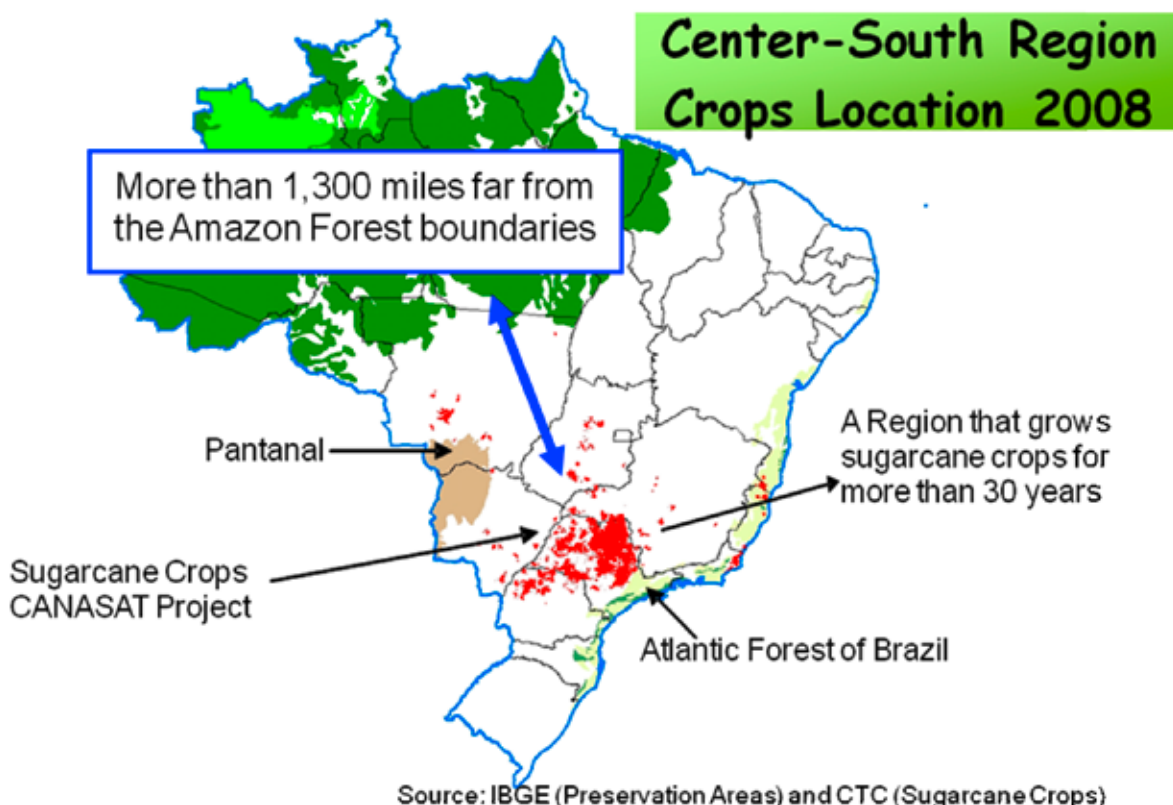 Center-South Region
Crops Location 2008
More than 1,300 miles far from
the Amazon Forest boundaries
Pantanal
A Region that grows
sugarcane crops for
more than 30 years
Sugarcane Crops
CANASAT Project
Atlantic Forest of Brazil
Source: IBGE (Preservation Areas) and CTC (Sugarcane Crops)